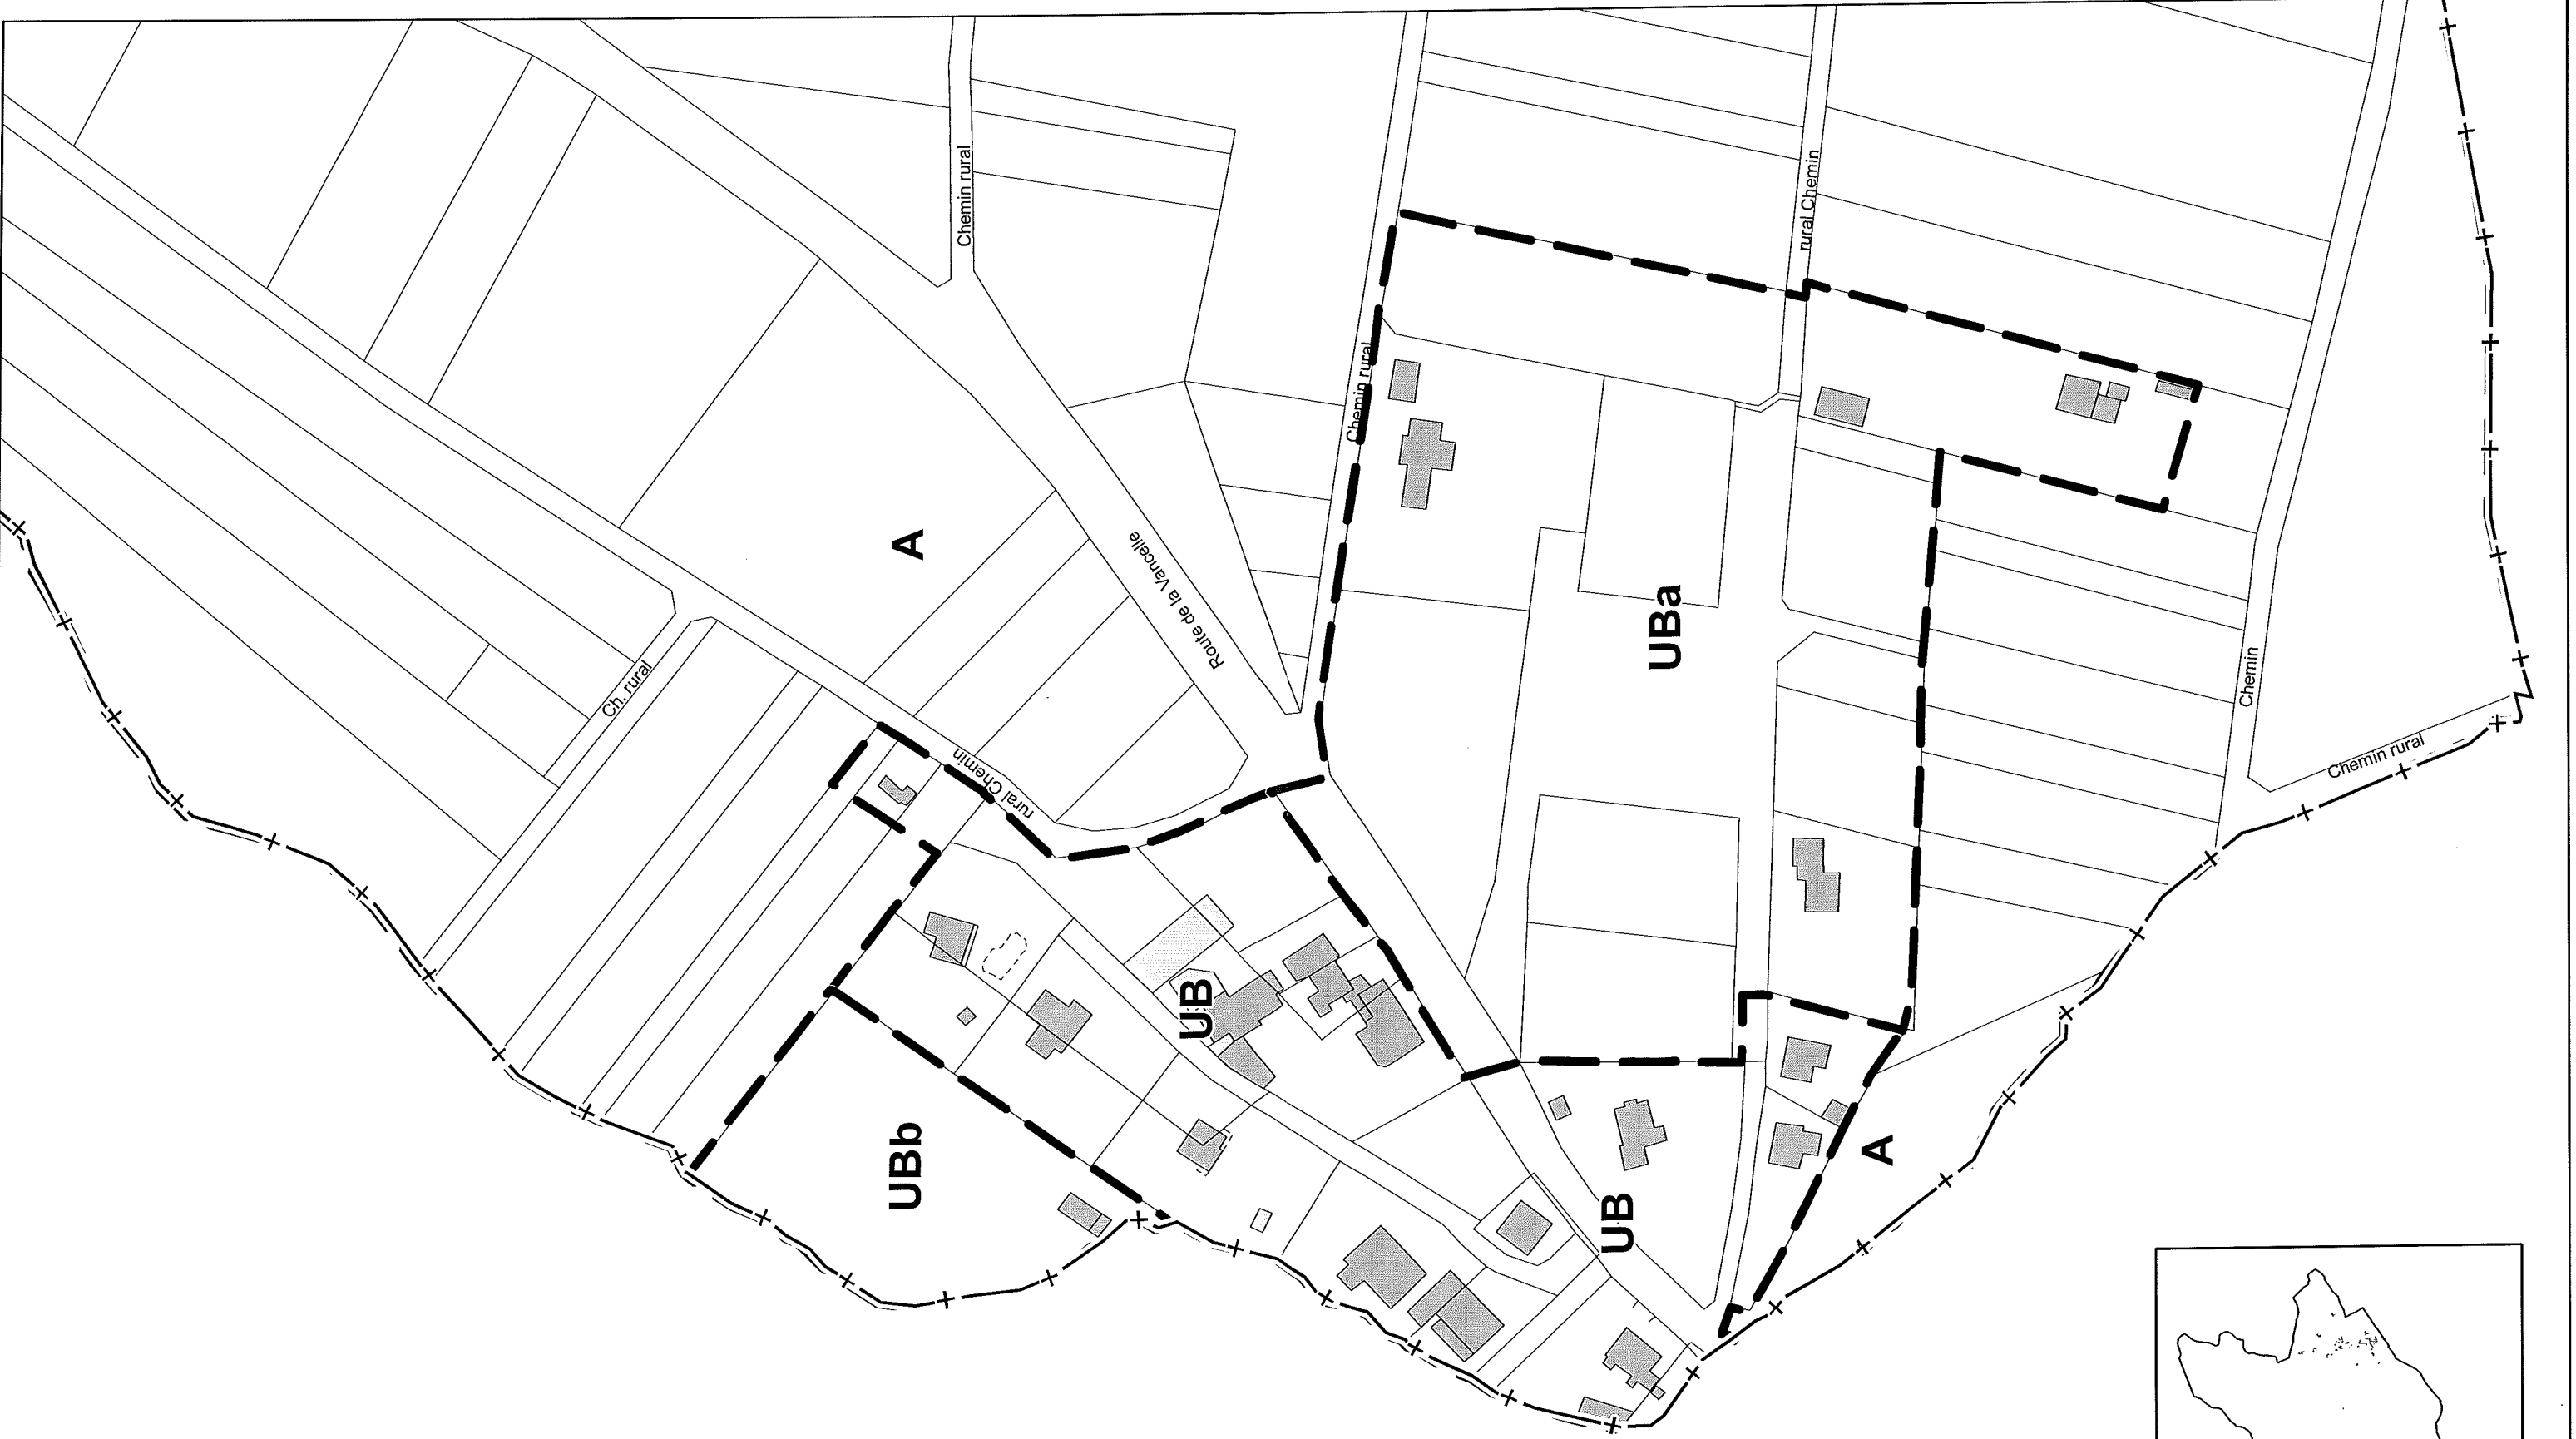 Chemin rural
rural Chemin
Chemin rural
A
Route de la Vancelle
UBa
Ch. rural
Chemin
Chemin rural
rural Chemin
UB
UBb
A
UB